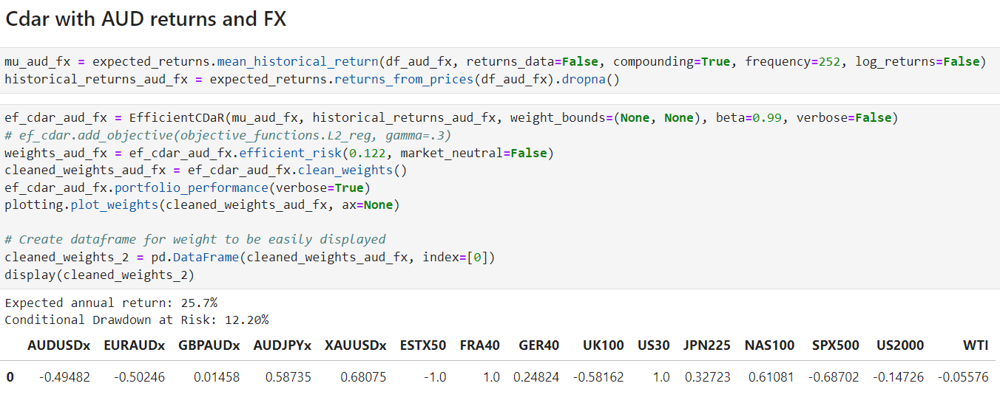 Cdar with AUD returns and FX
mu_aud_fx = expected_returns.mean_historical_return(df_aud_fx, returns_data=False, compounding=True, frequency=252, log_returns=False)
historical_returns_aud_fx = expected_returns.returns_from_prices(df_aud_fx).dropna()
ef_cdar_aud_fx = EfficientCDaR(mu_aud_fx, historical_returns_aud_fx, weight_bounds=(None, None), beta=0.99, verbose=False)
# ef_cdar.add_objective(objective_functions.L2_reg, gamma=.3)
weights_aud_fx = ef_cdar_aud_fx.efficient_risk(0.122, market_neutral=False)
cleaned_weights_aud_fx = ef_cdar_aud_fx.clean_weights()
ef_cdar_aud_fx.portfolio_performance(verbose=True)
plotting.plot_weights(cleaned_weights_aud_fx, ax=None)
# Create dataframe for weight to be easily displayed
cleaned_weights_2 = pd.DataFrame(cleaned_weights_aud_fx, index=[0])
display(cleaned_weights_2)
Expected annual return: 25.7%
Conditional Drawdown at Risk: 12.20%
AUDUSDx EURAUDx GBPAUDx AUDJPYx XAUUSDx ESTX50 FRA40 GER40 UK100 US30 JPN225 NAS100 SPX500 US2000 WTI
0 -0.49482 -0.50246 0.01458 0.58735 0.68075 -1.0 1.0 0.24824 -0.58162 1.0 0.32723 0.61081 -0.68702 -0.14726 -0.05576